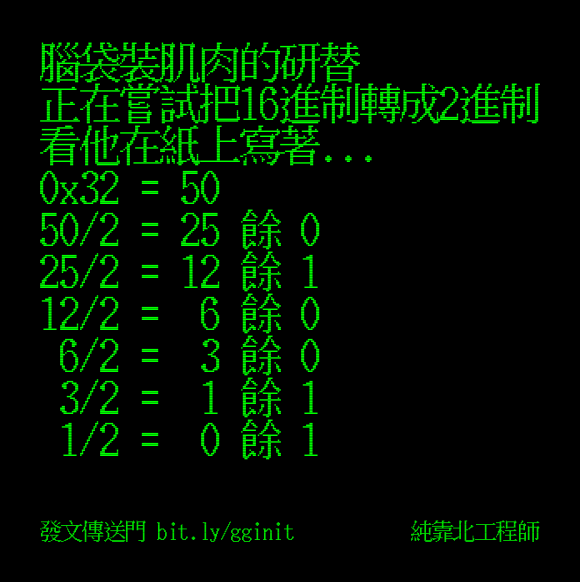 腦袋裝肌肉的研替
正在嘗試把16進制轉成2進制
看他在紙上寫著...
0x32 = 50
50/2 = 25 餘 0
25/2 = 12 餘 1
12/2 =  6 餘 0
 6/2 =  3 餘 0
 3/2 =  1 餘 1
 1/2 =  0 餘 1
發文傳送門 bit.ly/gginit 純靠北工程師